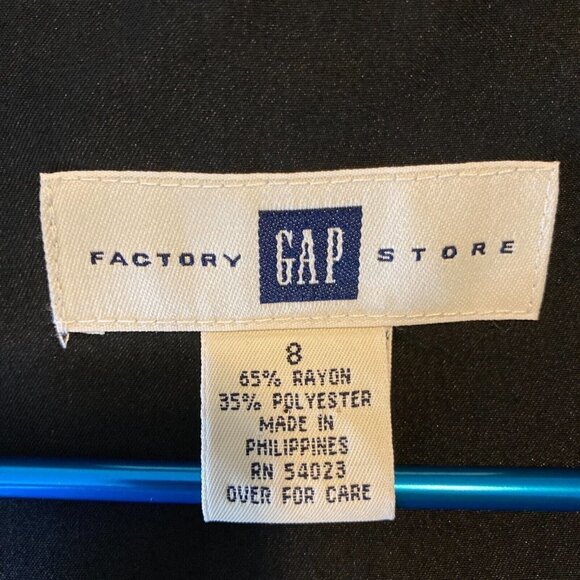 FACTORY GAP STORE
8
65% RAYON
35% POLYESTER
MADE IN
PHILIPPINES
RN 54023
OVER FOR CARE